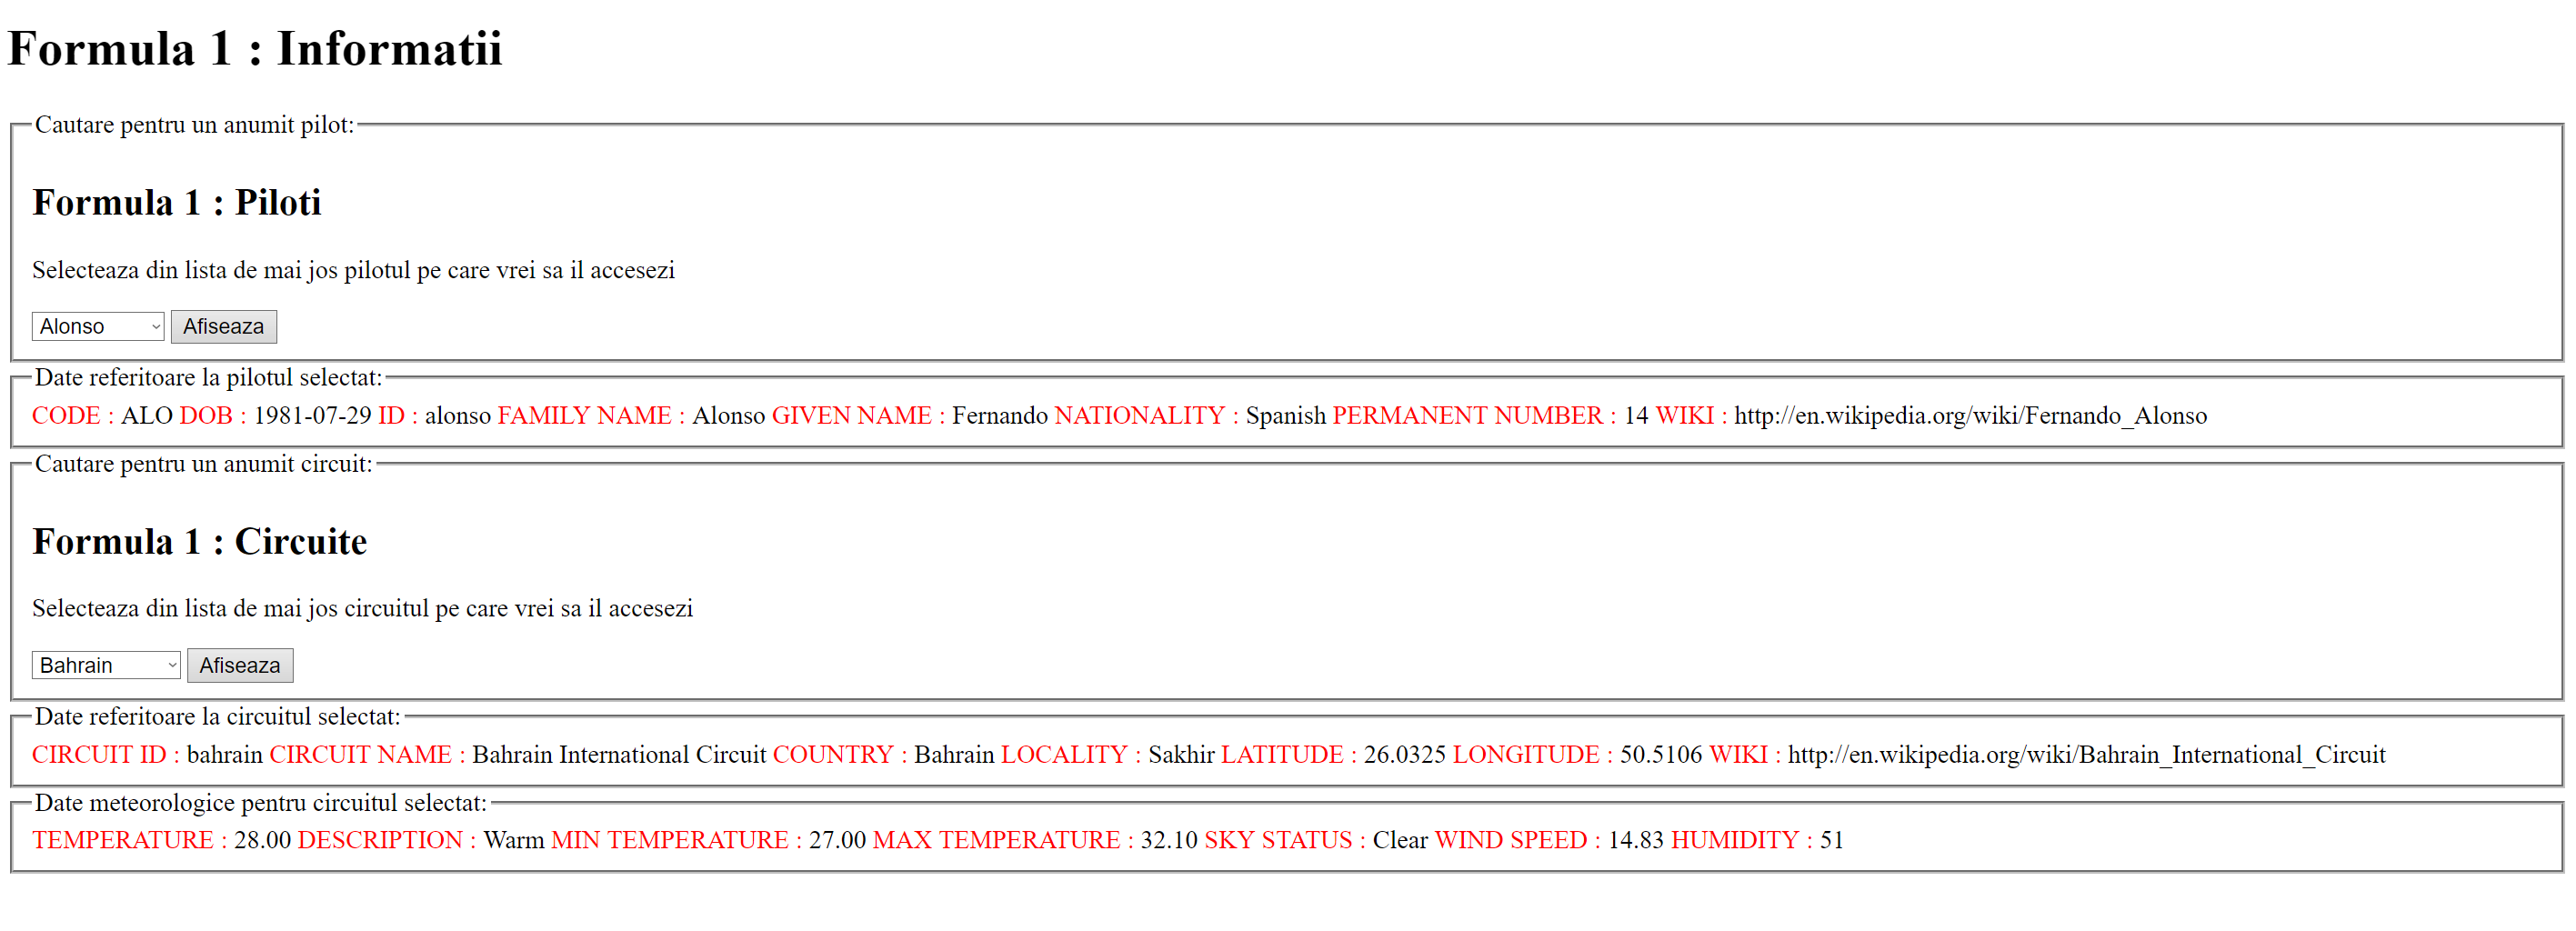 Formula 1 : Informatii
Cautare pentru un anumit pilot:
Formula 1 : Piloti
Selecteaza din lista de mai jos pilotul pe care vrei sa il accesezi
Alonso Afiseaza
Date referitoare la pilotul selectat:
CODE : ALO DOB : 1981-07-29 ID : alonso FAMILY NAME : Alonso GIVEN NAME : Fernando NATIONALITY : Spanish PERMANENT NUMBER : 14 WIKI : http://en.wikipedia.org/wiki/Fernando_Alonso
Cautare pentru un anumit circuit:
Formula 1 : Circuite
Selecteaza din lista de mai jos circuitul pe care vrei sa il accesezi
Bahrain Afiseaza
Date referitoare la circuitul selectat:
CIRCUIT ID : bahrain CIRCUIT NAME : Bahrain International Circuit COUNTRY : Bahrain LOCALITY : Sakhir LATITUDE : 26.0325 LONGITUDE : 50.5106 WIKI : http://en.wikipedia.org/wiki/Bahrain_International_Circuit
Date meteorologice pentru circuitul selectat:
TEMPERATURE : 28.00 DESCRIPTION : Warm MIN TEMPERATURE : 27.00 MAX TEMPERATURE : 32.10 SKY STATUS : Clear WIND SPEED : 14.83 HUMIDITY : 51